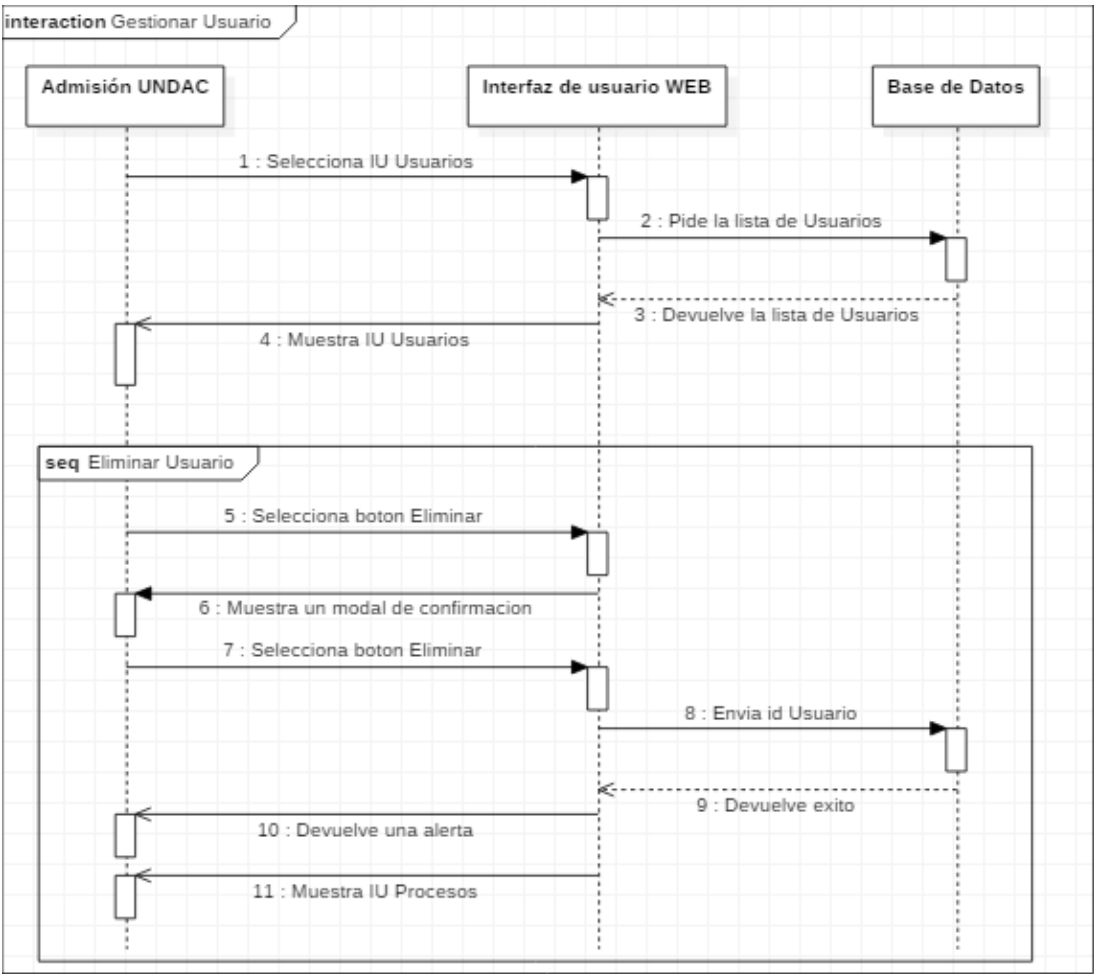 interaction Gestionar Usuario
Admisión UNDAC
Interfaz de usuario WEB
Base de Datos
1 : Selecciona IU Usuarios
2 : Pide la lista de Usuarios
3 : Devuelve la lista de Usuarios
4 : Muestra IU Usuarios
seq Eliminar Usuario
5 : Selecciona boton Eliminar
6 : Muestra un modal de confirmacion
7 : Selecciona boton Eliminar
8 : Envia id Usuario
9 : Devuelve exito
10 : Devuelve una alerta
11 : Muestra IU Procesos